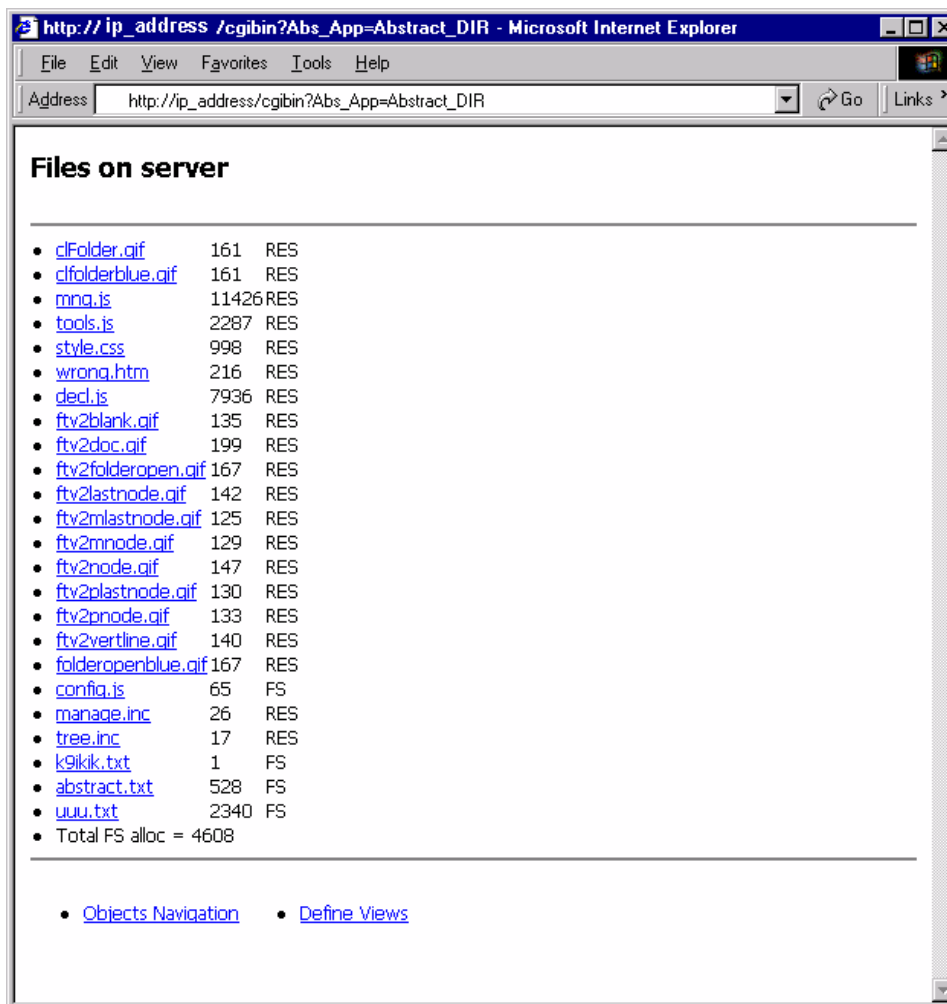 http:// ip_address /cgibin?Abs_App=Abstract_DIR - Microsoft Internet Explorer
File Edit View Favorites Tools Help
Address http://ip_address/cgibin?Abs_App=Abstract_DIR Go Links »
Files on server
• clFolder.gif 161 RES
• clfolderblue.gif 161 RES
• mng.js 11426 RES
• tools.js 2287 RES
• style.css 998 RES
• wrong.htm 216 RES
• decl.js 7936 RES
• ftv2blank.gif 135 RES
• ftv2doc.gif 199 RES
• ftv2folderopen.gif 167 RES
• ftv2lastnode.gif 142 RES
• ftv2mlastnode.gif 125 RES
• ftv2mnode.gif 129 RES
• ftv2node.gif 147 RES
• ftv2plastnode.gif 130 RES
• ftv2pnode.gif 133 RES
• ftv2vertline.gif 140 RES
• folderopenblue.gif 167 RES
• config.js 65 FS
• manage.inc 26 RES
• tree.inc 17 RES
• k9ikik.txt 1 FS
• abstract.txt 528 FS
• uuu.txt 2340 FS
• Total FS alloc = 4608
• Objects Navigation • Define Views